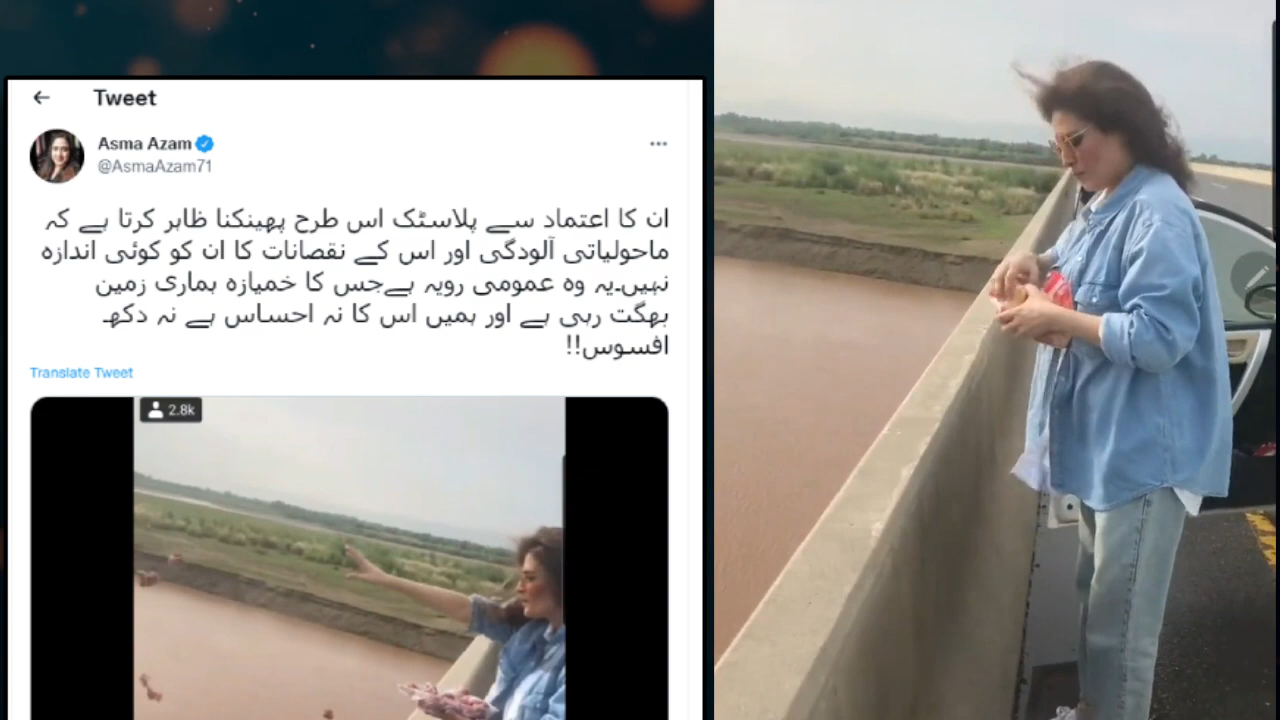 Tweet
Asma Azam
@AsmaAzam71
ان کا اعتماد سے پلاسٹک اس طرح پھینکنا ظاہر کرتا ہے کہ
ماحولیاتی آلودگی اور اس کے نقصانات کا ان کو کوئی اندازہ
نہیں۔یہ وہ عمومی رویہ ہےجس کا خمیازہ ہماری زمین
بھگت رہی ہے اور ہمیں اس کا نہ احساس ہے نہ دکھ۔
افسوس!!
Translate Tweet
2.8k